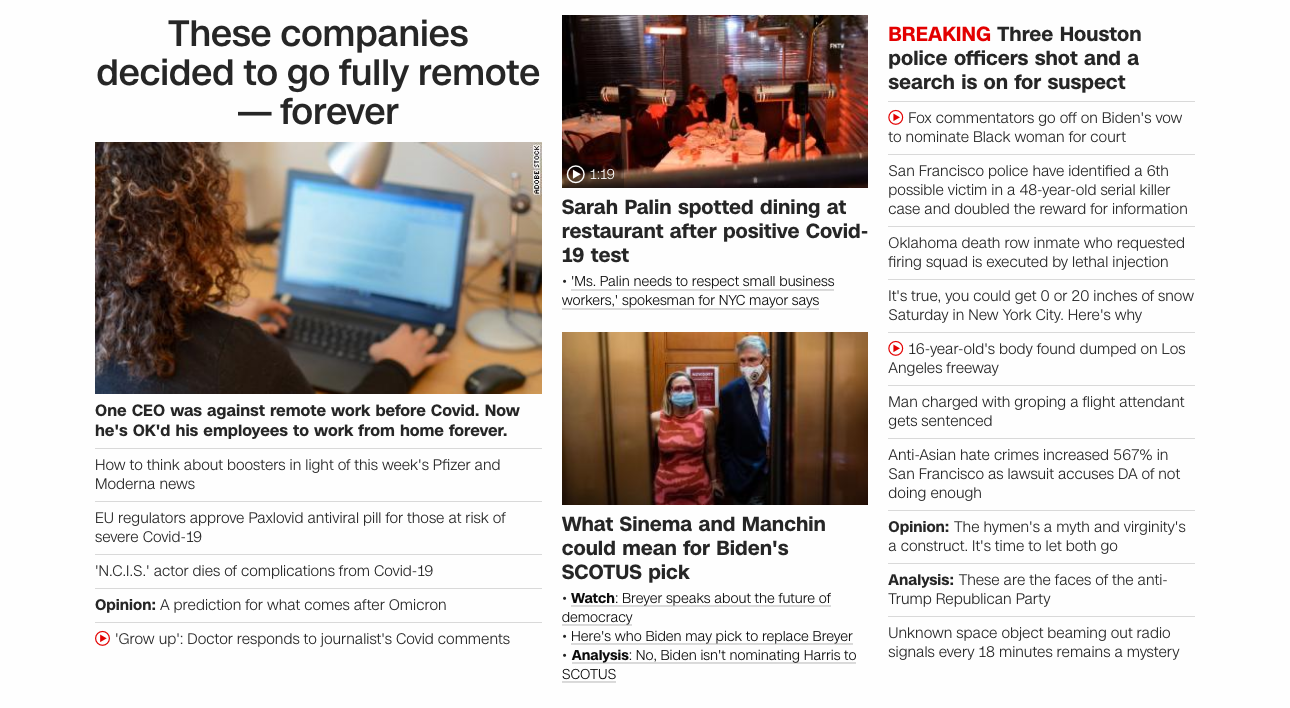 These companies
decided to go fully remote
— forever
ADOBE STOCK
One CEO was against remote work before Covid. Now
he's OK'd his employees to work from home forever.
How to think about boosters in light of this week's Pfizer and
Moderna news
EU regulators approve Paxlovid antiviral pill for those at risk of
severe Covid-19
'N.C.I.S.' actor dies of complications from Covid-19
Opinion: A prediction for what comes after Omicron
'Grow up': Doctor responds to journalist's Covid comments
FNTV
1:19
Sarah Palin spotted dining at
restaurant after positive Covid-
19 test
• 'Ms. Palin needs to respect small business
workers,' spokesman for NYC mayor says
What Sinema and Manchin
could mean for Biden's
SCOTUS pick
• Watch: Breyer speaks about the future of
democracy
• Here's who Biden may pick to replace Breyer
• Analysis: No, Biden isn't nominating Harris to
SCOTUS
BREAKING Three Houston
police officers shot and a
search is on for suspect
Fox commentators go off on Biden's vow
to nominate Black woman for court
San Francisco police have identified a 6th
possible victim in a 48-year-old serial killer
case and doubled the reward for information
Oklahoma death row inmate who requested
firing squad is executed by lethal injection
It's true, you could get 0 or 20 inches of snow
Saturday in New York City. Here's why
16-year-old's body found dumped on Los
Angeles freeway
Man charged with groping a flight attendant
gets sentenced
Anti-Asian hate crimes increased 567% in
San Francisco as lawsuit accuses DA of not
doing enough
Opinion: The hymen's a myth and virginity's
a construct. It's time to let both go
Analysis: These are the faces of the anti-
Trump Republican Party
Unknown space object beaming out radio
signals every 18 minutes remains a mystery